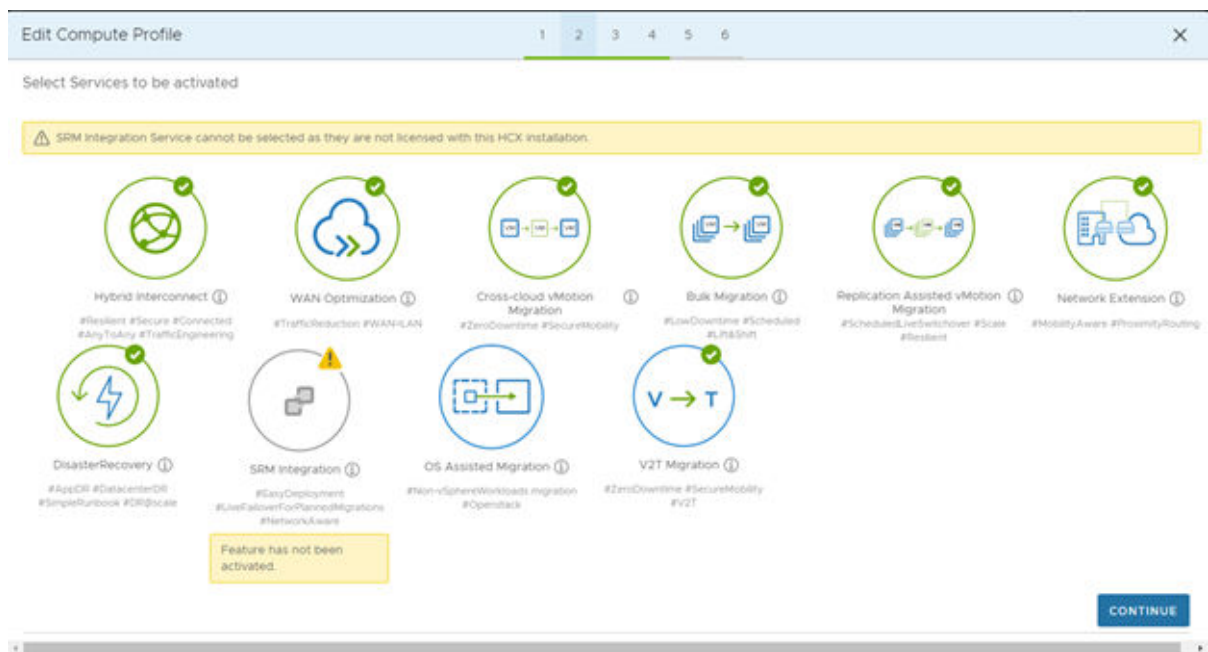 Edit Compute Profile
1 2 3 4 5 6
Select Services to be activated
SRM Integration Service cannot be selected as they are not licensed with this HCX installation.
Hybrid Interconnect
#Resilient #Secure #Connected
#AnyToAny #TrafficEngineering
WAN Optimization
#TrafficReduction #WAN=LAN
Cross-cloud vMotion
Migration
#ZeroDowntime #SecureMobility
Bulk Migration
#LowDowntime #Scheduled
#Lift&Shift
Replication Assisted vMotion
Migration
#ScheduledLiveSwitchover #Scale
#Resilient
Network Extension
#MobilityAware #ProximityRouting
DisasterRecovery
#AppDR #DatacenterDR
#SimpleRunbook #DR@scale
SRM Integration
#EasyDeployment
#LiveFailoverForPlannedMigrations
#NetworkAware
Feature has not been
activated.
OS Assisted Migration
#Non-vSphereWorkloads migration
#Openstack
V → T
V2T Migration
#ZeroDowntime #SecureMobility
#V2T
CONTINUE